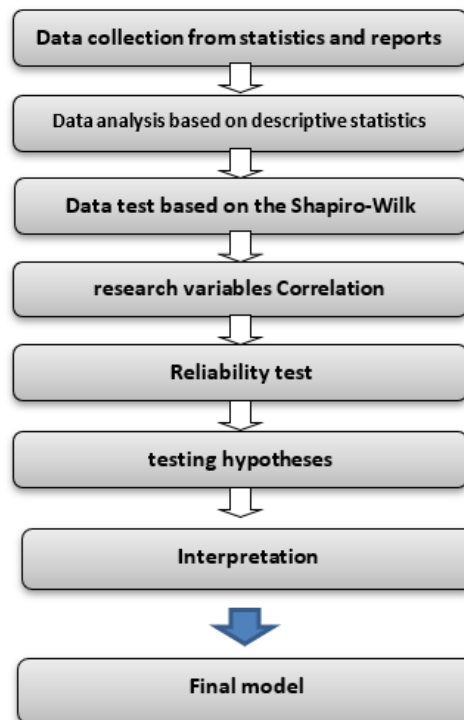 Data collection from statistics and reports
Data analysis based on descriptive statistics
Data test based on the Shapiro-Wilk
research variables Correlation
Reliability test
testing hypotheses
Interpretation
Final model